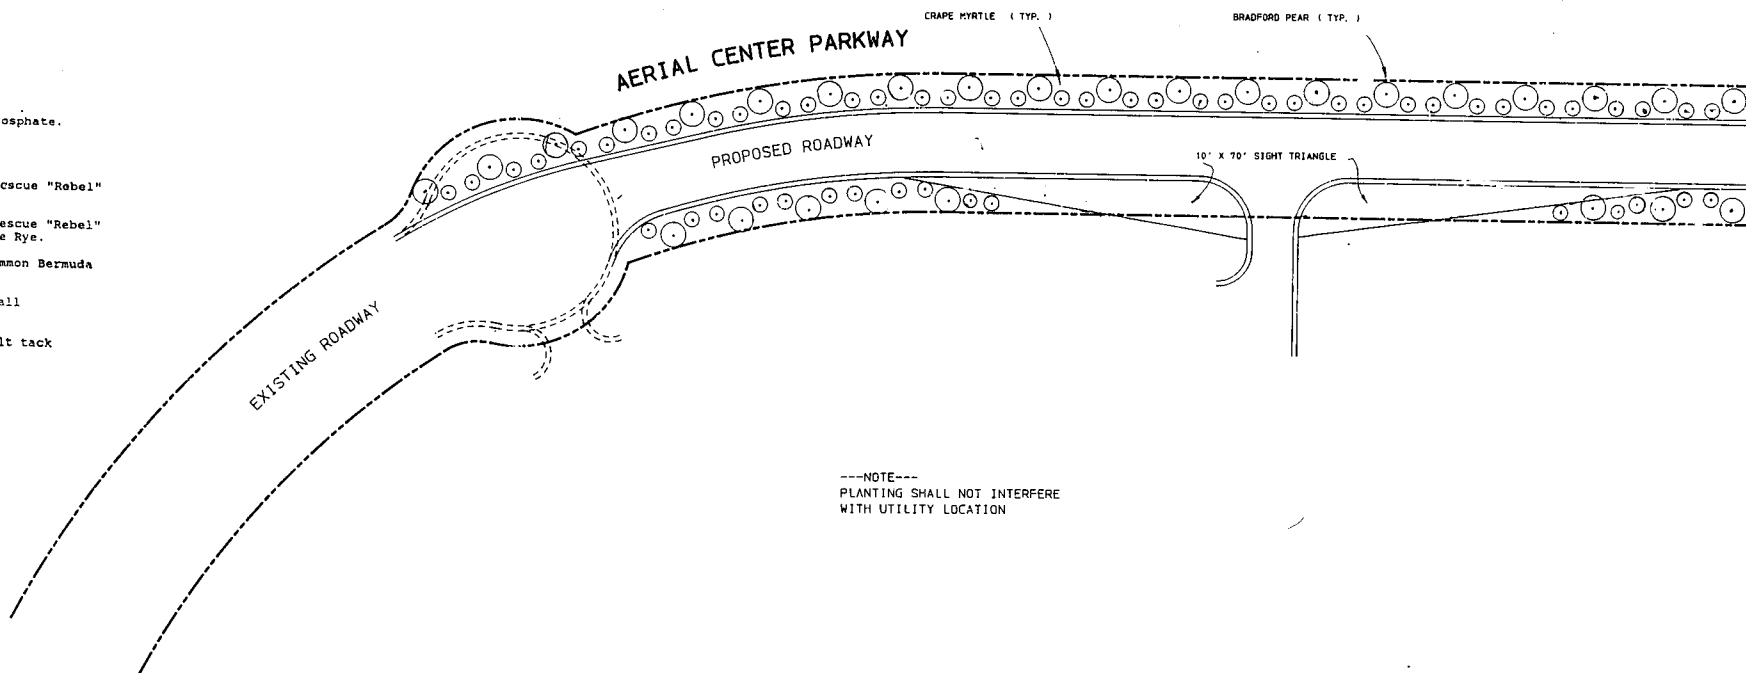 CRAPE MYRTLE ( TYP. )
BRADFORD PEAR ( TYP. )
AERIAL CENTER PARKWAY
osphate.
PROPOSED ROADWAY
10' X 70' SIGHT TRIANGLE
escue "Rebel"
escue "Rebel"
e Rye.
mmon Bermuda
all
lt tack
EXISTING ROADWAY
---NOTE---
PLANTING SHALL NOT INTERFERE
WITH UTILITY LOCATION